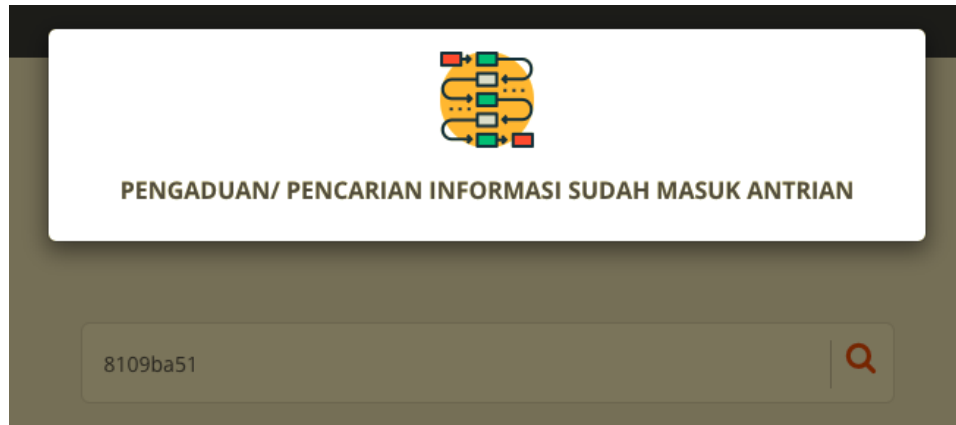 PENGADUAN/ PENCARIAN INFORMASI SUDAH MASUK ANTRIAN
8109ba51